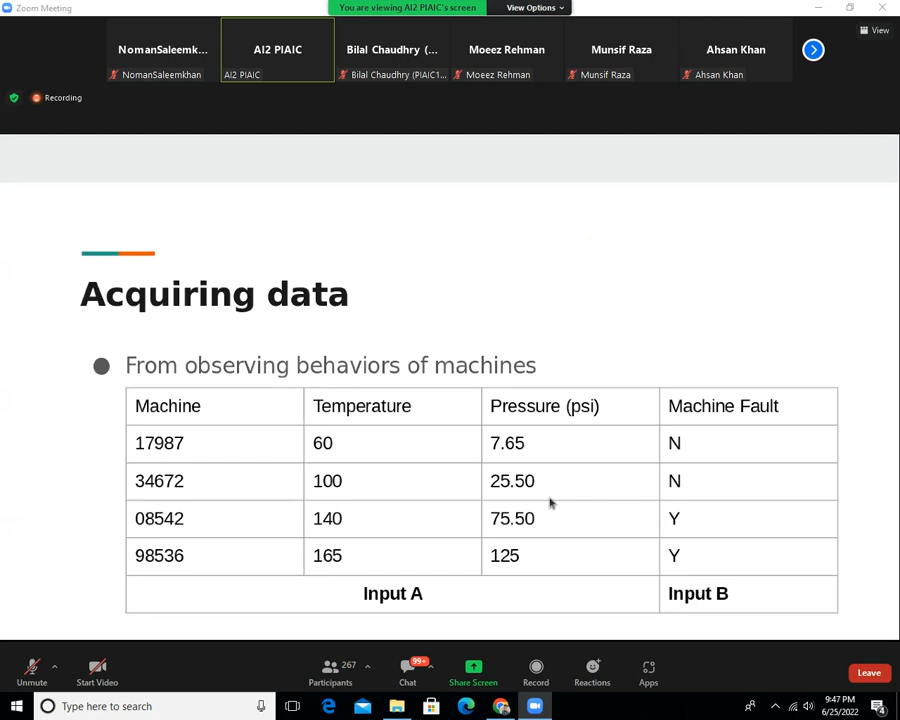 Zoom Meeting
You are viewing AI2 PIAIC's screen
View Options
NomanSaleemk...
AI2 PIAIC
Bilal Chaudhry (...
Moeez Rehman
Munsif Raza
Ahsan Khan
View
NomanSaleemkhan
AI2 PIAIC
Bilal Chaudhry (PIAIC1...
Moeez Rehman
Munsif Raza
Ahsan Khan
Recording
Acquiring data
From observing behaviors of machines
Machine Temperature Pressure (psi) Machine Fault
17987 60 7.65 N
34672 100 25.50 N
08542 140 75.50 Y
98536 165 125 Y
Input A Input B
267
99+
Unmute Start Video Participants Chat Share Screen Record Reactions Apps Leave
Type here to search
9:47 PM
6/25/2022
4